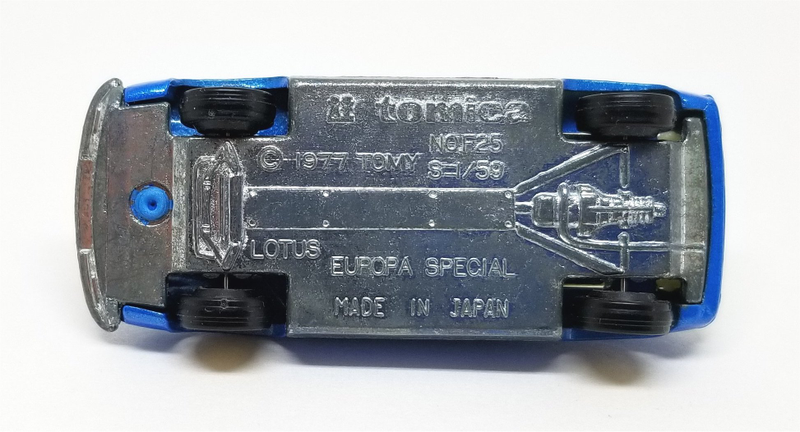 tomica
© 1977 TOMY
NO.F25
S=1/59
LOTUS
EUROPA SPECIAL
MADE IN JAPAN